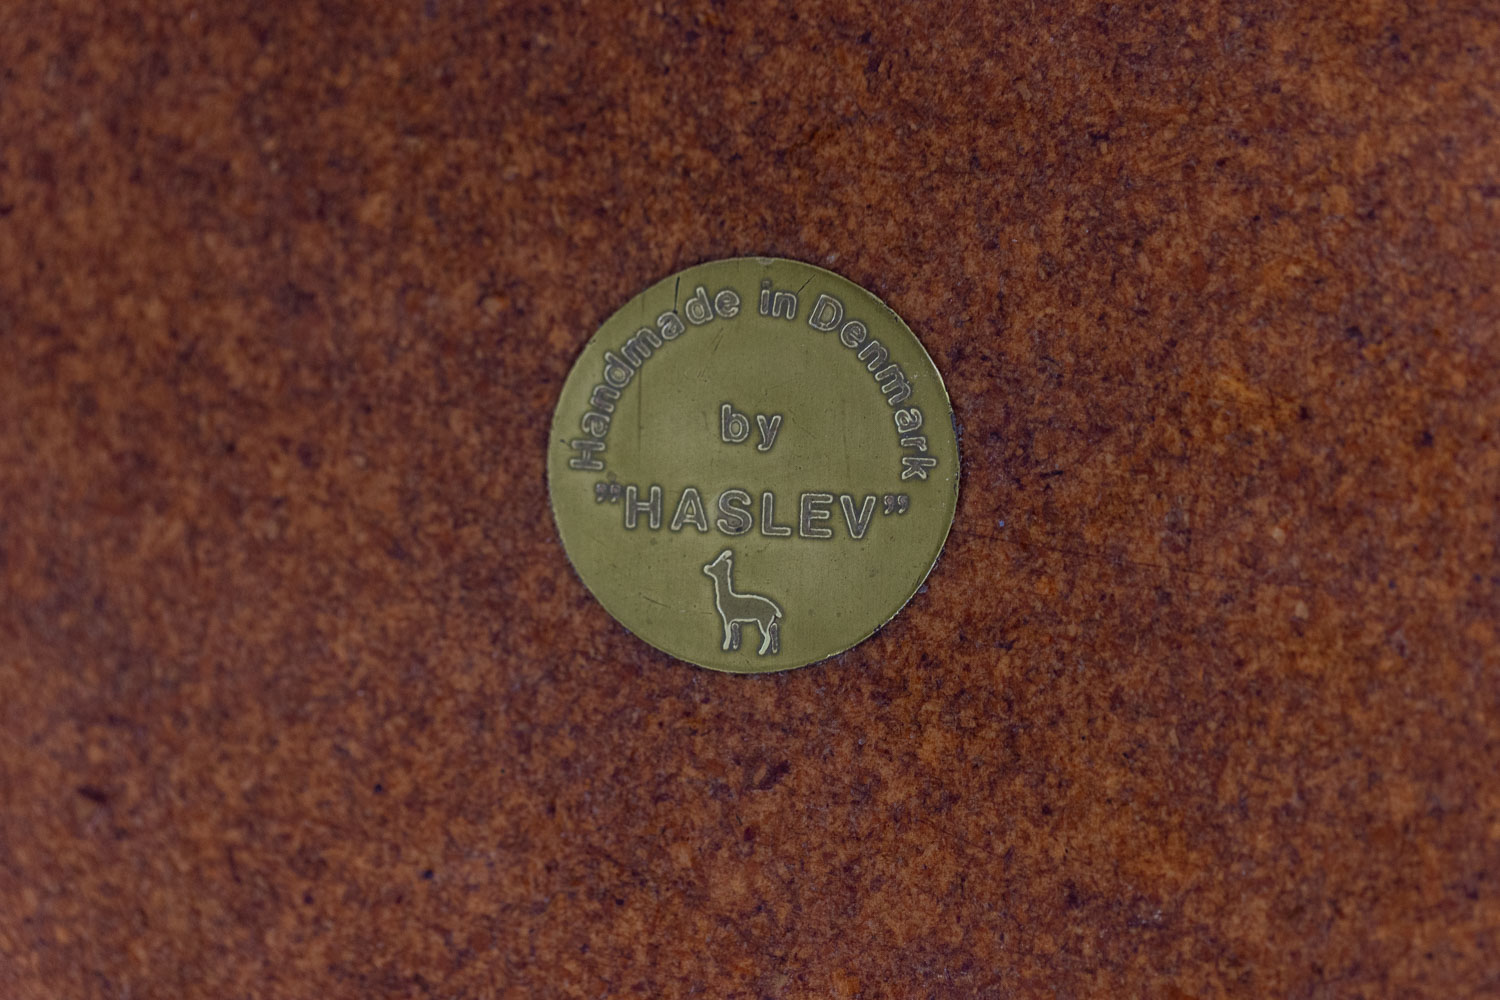 Handmade in Denmark
by
”HASLEV”